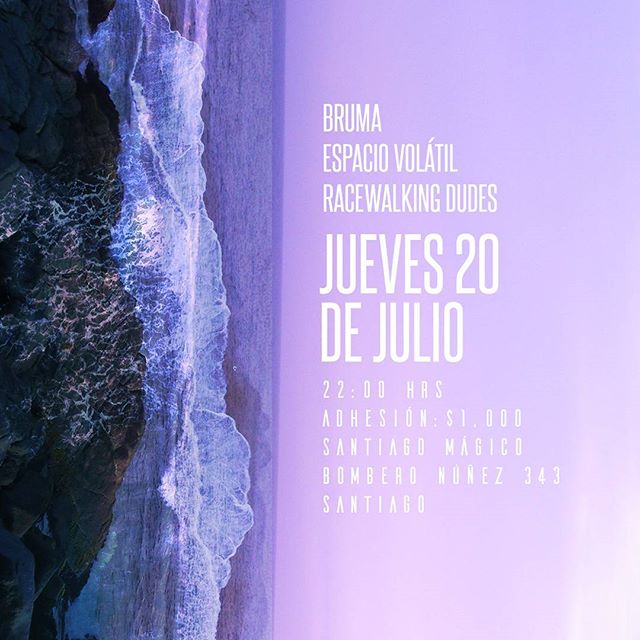 BRUMA
ESPACIO VOLÁTIL
RACEWALKING DUDES
JUEVES 20
DE JULIO
22:00 HRS
ADHESIÓN:$1.000
SANTIAGO MÁGICO
BOMBERO NÚÑEZ 343
SANTIAGO